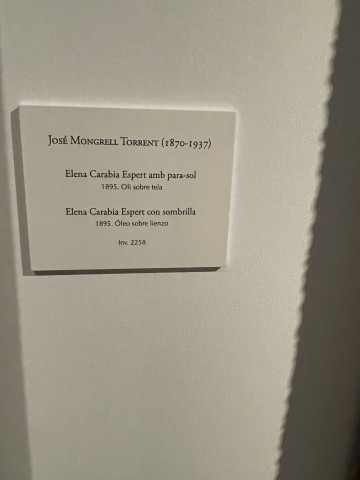 José Mongrell Torrent (1870-1937)
Elena Carabia Espert amb para-sol
1895. Oli sobre tela
Elena Carabia Espert con sombrilla
1895. Óleo sobre lienzo
Inv. 2258